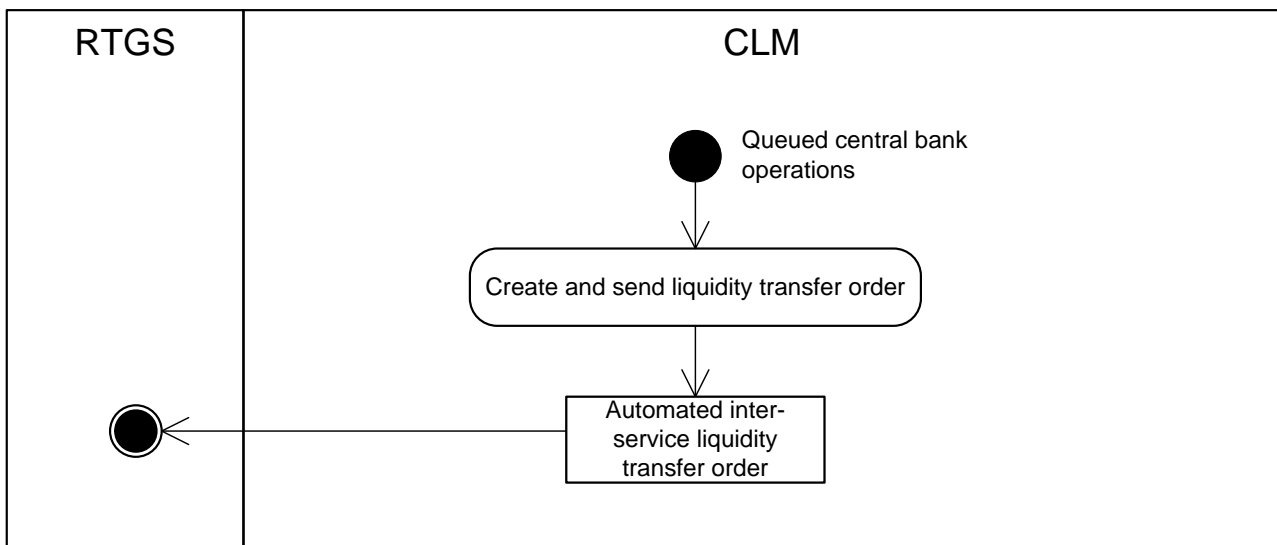 RTGS
CLM
Queued central bank
operations
Create and send liquidity transfer order
Automated inter-
service liquidity
transfer order